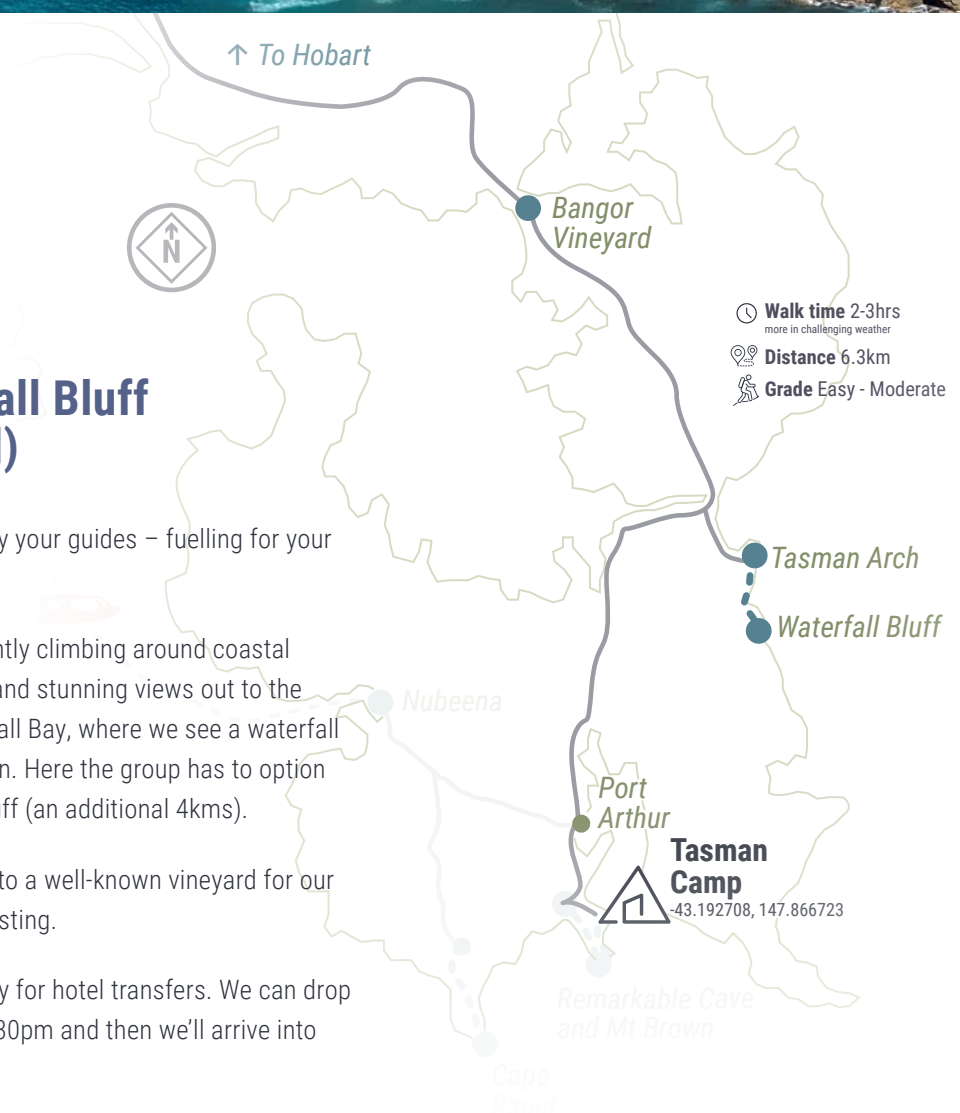 ↑ To Hobart
N
Bangor
Vineyard
Walk time 2-3hrs
more in challenging weather
Distance 6.3km
Grade Easy - Moderate
all Bluff
)
y your guides – fuelling for your
Tasman Arch
Waterfall Bluff
ntly climbing around coastal
and stunning views out to the
all Bay, where we see a waterfall
n. Here the group has to option
uff (an additional 4kms).
Nubeena
Port
Arthur
Tasman
Camp
-43.192708, 147.866723
to a well-known vineyard for our
sting.
y for hotel transfers. We can drop
30pm and then we’ll arrive into
Remarkable Cave
and Mt Brown
Cape
Raoul